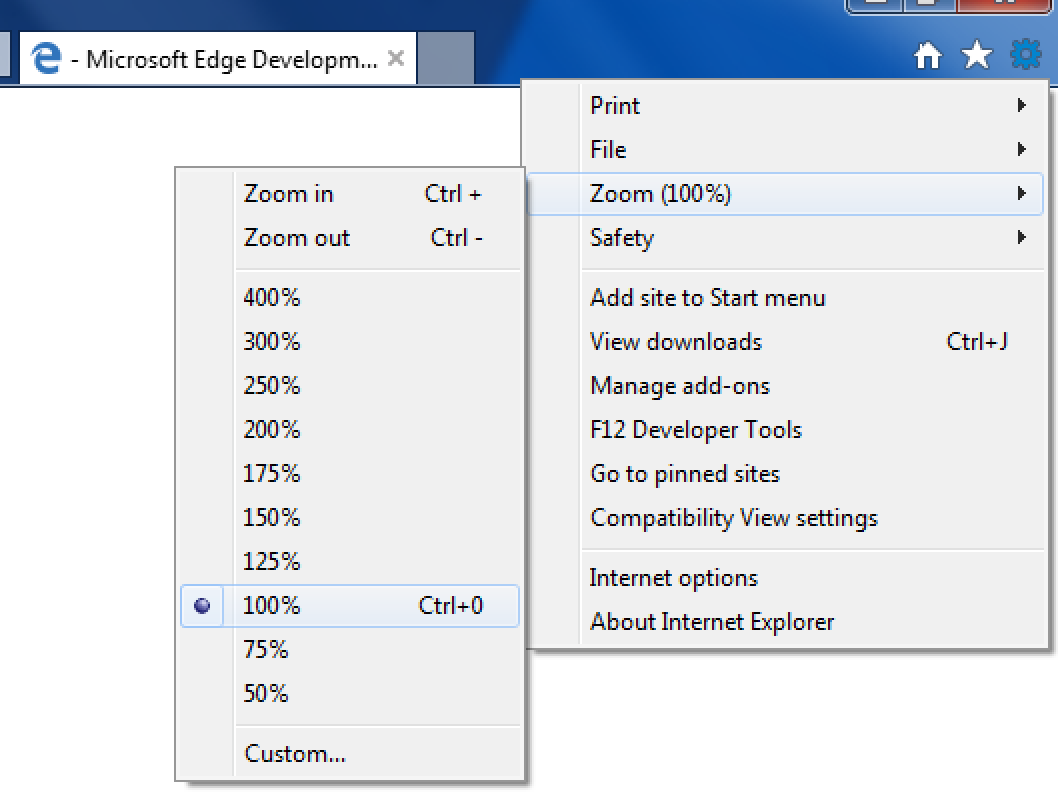 - Microsoft Edge Developm...
Print
File
Zoom (100%)
Safety
Add site to Start menu
View downloads Ctrl+J
Manage add-ons
F12 Developer Tools
Go to pinned sites
Compatibility View settings
Internet options
About Internet Explorer
Zoom in Ctrl +
Zoom out Ctrl -
400%
300%
250%
200%
175%
150%
125%
100% Ctrl+0
75%
50%
Custom...